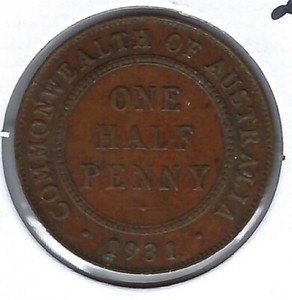 COMMONWEALTH OF AUSTRALIA
ONE
HALF
PENNY
1931